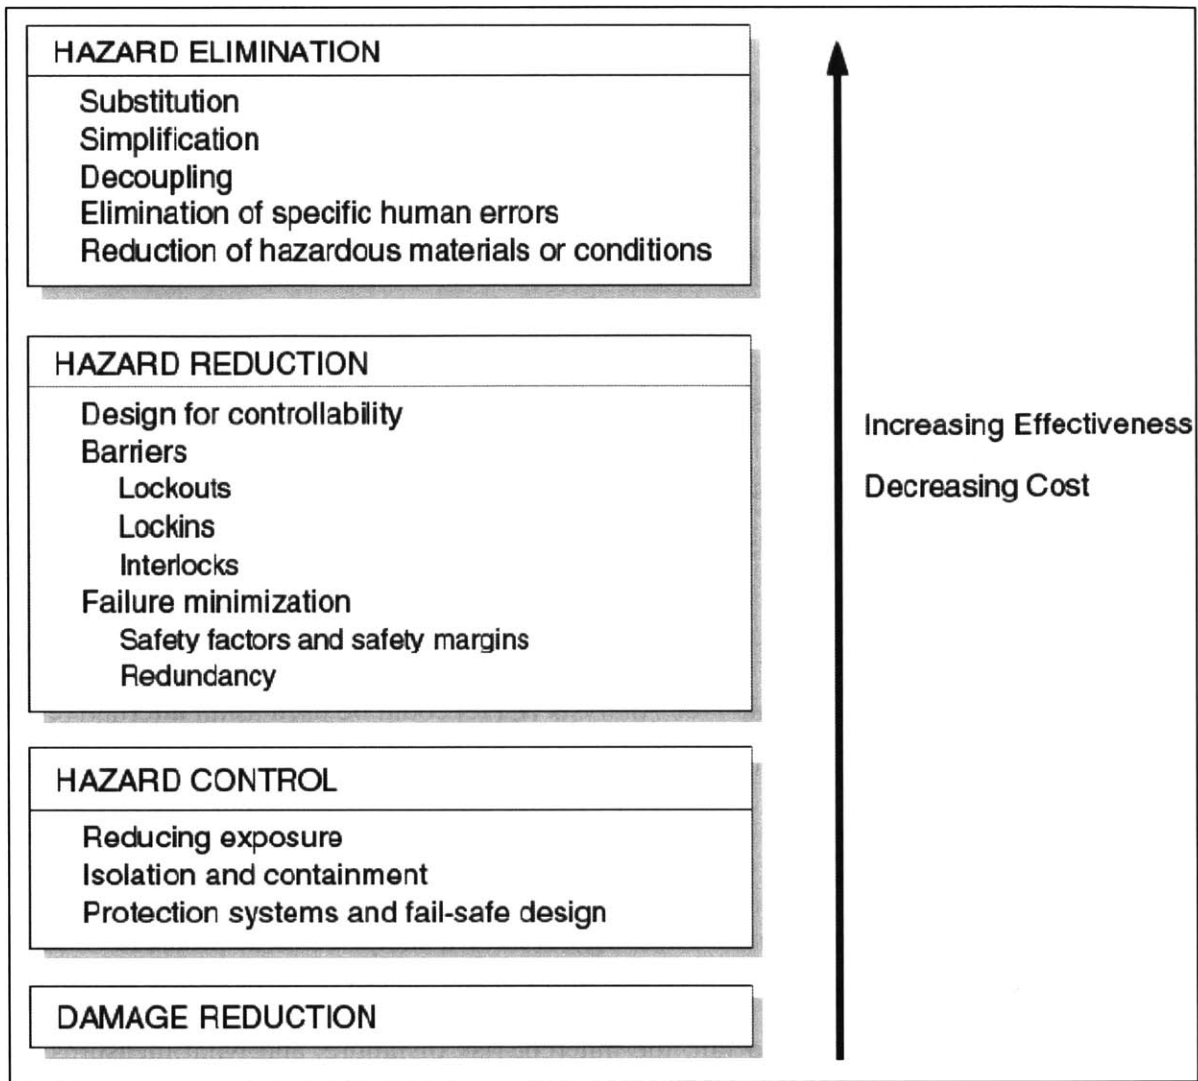 HAZARD ELIMINATION
Substitution
Simplification
Decoupling
Elimination of specific human errors
Reduction of hazardous materials or conditions
HAZARD REDUCTION
Design for controllability
Barriers
Lockouts
Lockins
Interlocks
Failure minimization
Safety factors and safety margins
Redundancy
HAZARD CONTROL
Reducing exposure
Isolation and containment
Protection systems and fail-safe design
DAMAGE REDUCTION
Increasing Effectiveness
Decreasing Cost